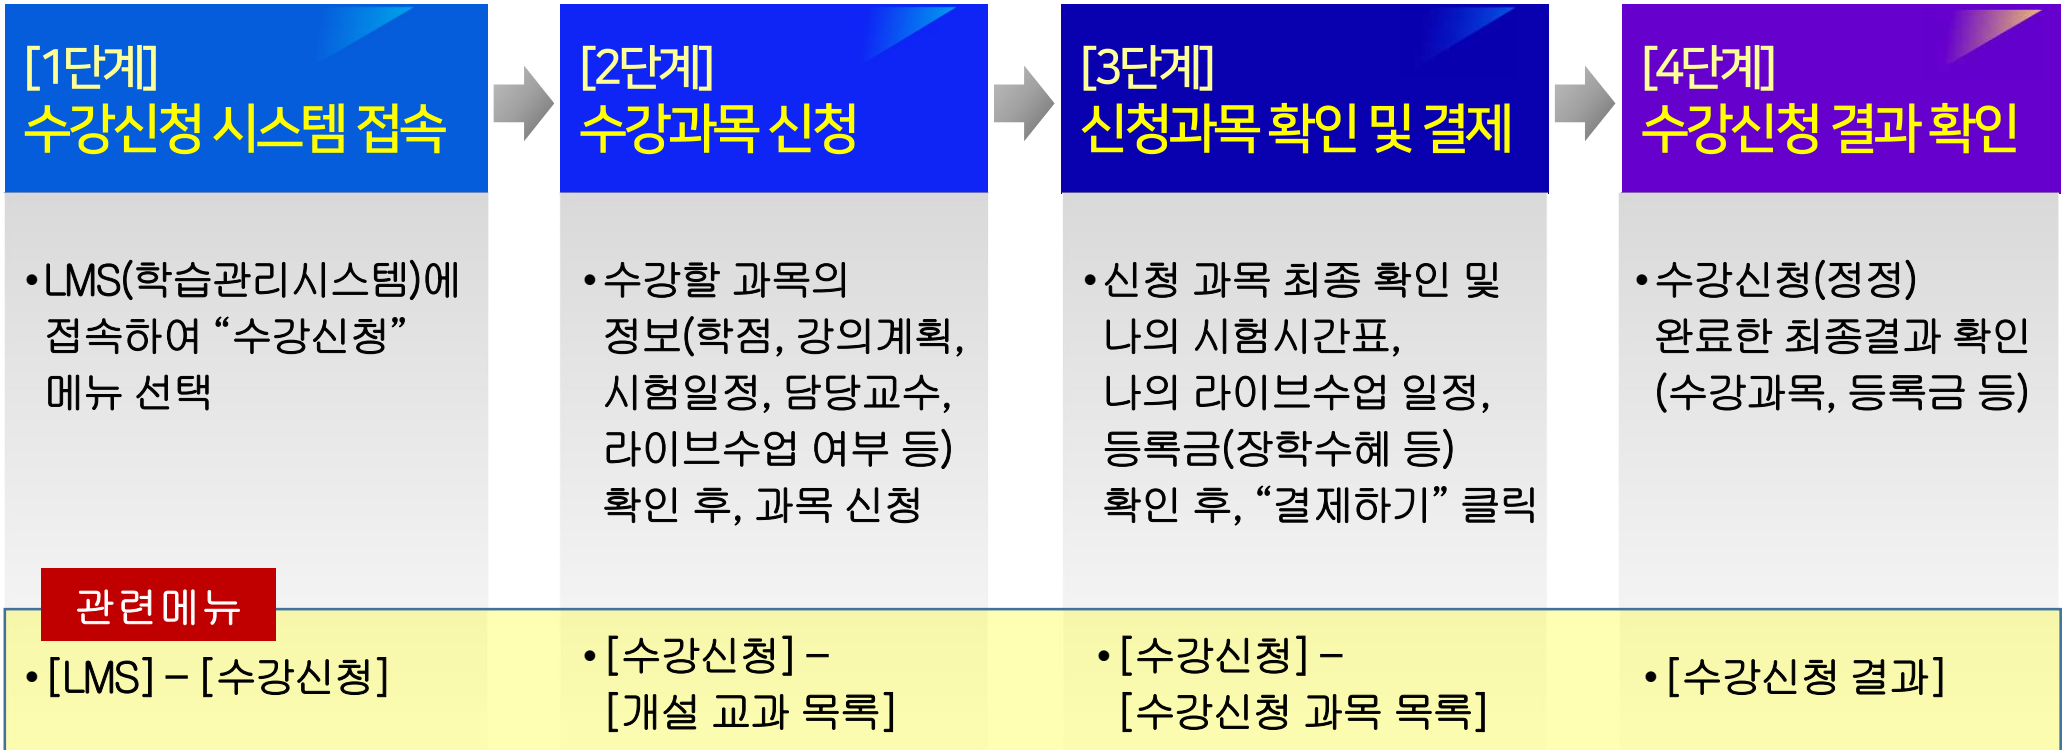 [1단계]
수강신청 시스템 접속
• LMS(학습관리시스템)에
접속하여 “수강신청”
메뉴 선택
[2단계]
수강과목 신청
• 수강할 과목의
정보(학점, 강의계획,
시험일정, 담당교수,
라이브수업 여부 등)
확인 후, 과목 신청
[3단계]
신청과목 확인 및 결제
• 신청 과목 최종 확인 및
나의 시험시간표,
나의 라이브수업 일정,
등록금(장학수혜 등)
확인 후, “결제하기” 클릭
[4단계]
수강신청 결과 확인
• 수강신청(정정)
완료한 최종결과 확인
(수강과목, 등록금 등)
관련메뉴
• [LMS] – [수강신청]
• [수강신청] –
[개설 교과 목록]
• [수강신청] –
[수강신청 과목 목록]
• [수강신청 결과]